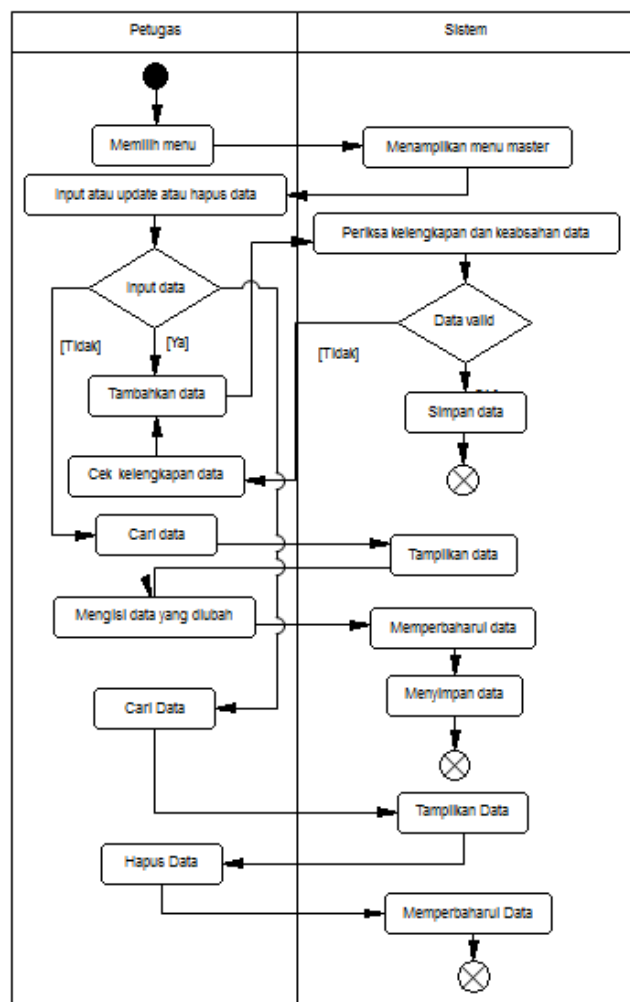 Petugas
Sistem
Memilih menu
Menampilkan menu master
Input atau update atau hapus data
Periksa kelengkapan dan keabsahan data
Input data
Data valid
[Tidak]
[Ya]
[Tidak]
Tambahkan data
Simpan data
Cek kelengkapan data
Cari data
Tampilkan data
Mengisi data yang diubah
Memperbaharui data
Menyimpan data
Cari Data
Tampilkan Data
Hapus Data
Memperbaharui Data